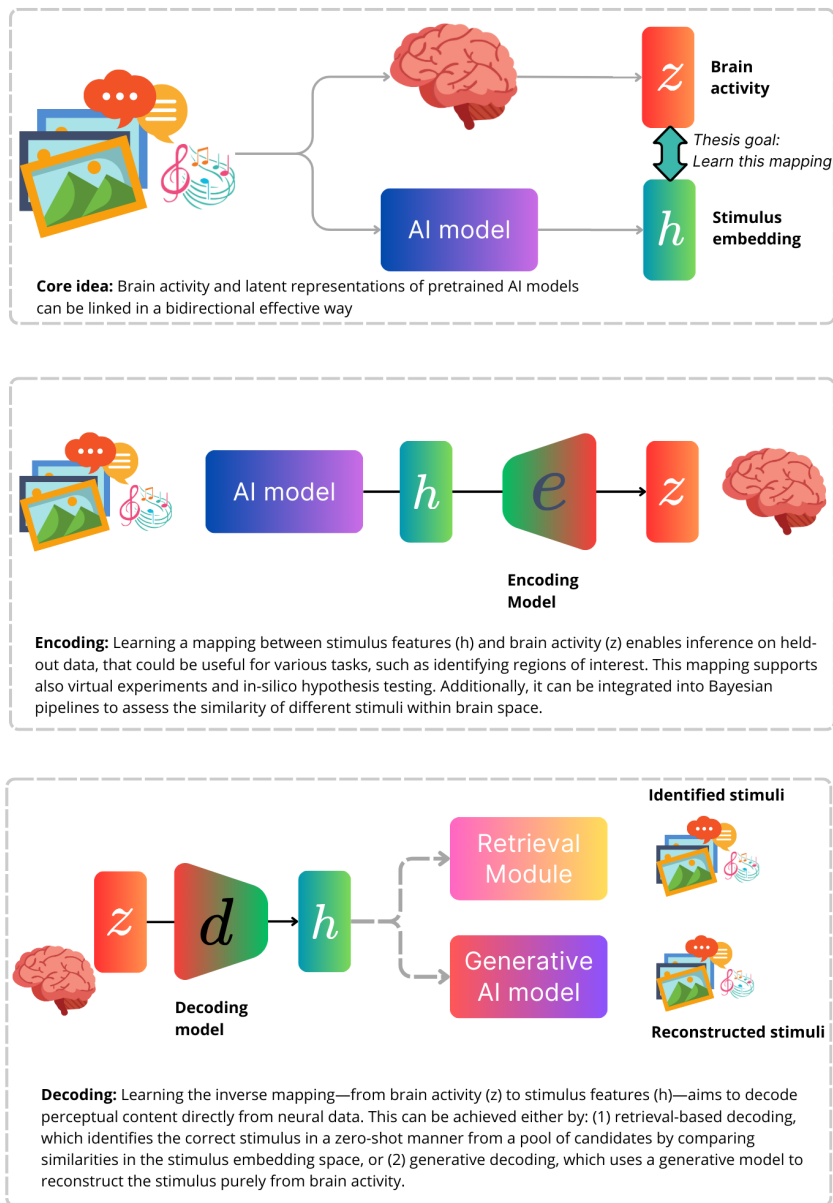 z
Brain
activity
Thesis goal:
Learn this mapping
AI model
h
Stimulus
embedding
Core idea: Brain activity and latent representations of pretrained AI models
can be linked in a bidirectional effective way
AI model
h
e
z
Encoding
Model
Encoding: Learning a mapping between stimulus features (h) and brain activity (z) enables inference on held-
out data, that could be useful for various tasks, such as identifying regions of interest. This mapping supports
also virtual experiments and in-silico hypothesis testing. Additionally, it can be integrated into Bayesian
pipelines to assess the similarity of different stimuli within brain space.
Identified stimuli
Retrieval
Module
z
d
h
Generative
AI model
Decoding
model
Reconstructed stimuli
Decoding: Learning the inverse mapping—from brain activity (z) to stimulus features (h)—aims to decode
perceptual content directly from neural data. This can be achieved either by: (1) retrieval-based decoding,
which identifies the correct stimulus in a zero-shot manner from a pool of candidates by comparing
similarities in the stimulus embedding space, or (2) generative decoding, which uses a generative model to
reconstruct the stimulus purely from brain activity.